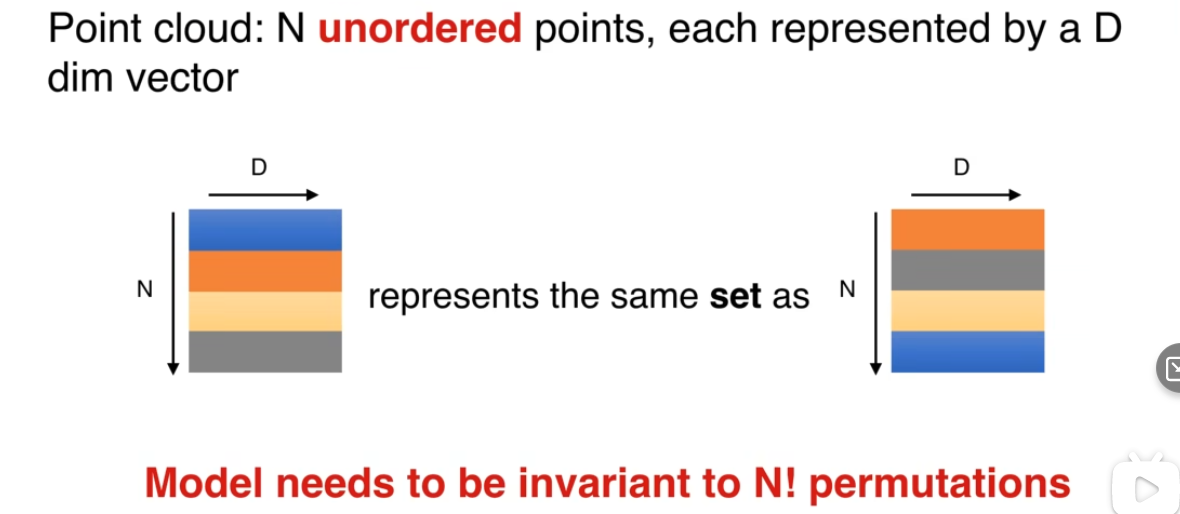 Point cloud: N unordered points, each represented by a D
dim vector
D
D
N
represents the same set as
N
Model needs to be invariant to N! permutations